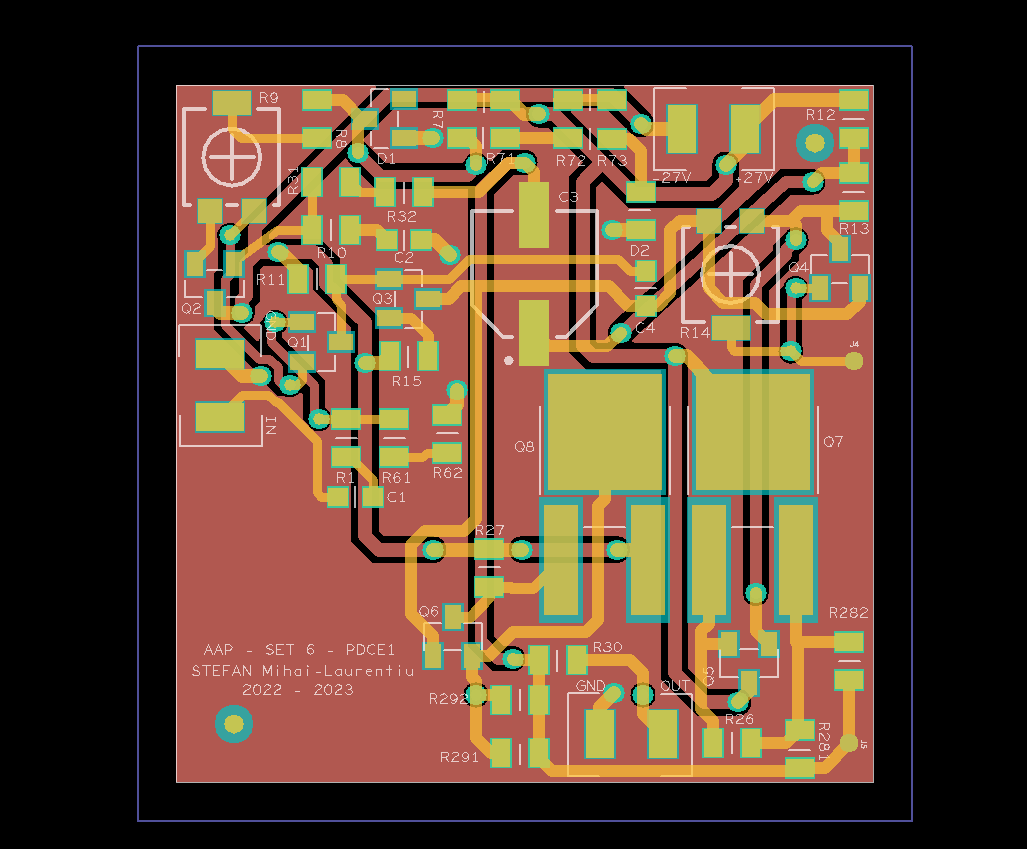 R9
R8
D1
R7
R71
R72
R73
-27V
+27V
R12
R31
R32
C3
R13
R10
C2
D2
Q4
R11
Q3
C4
R14
Q2
GND
Q1
R15
J4
IN
R1
R61
R62
Q8
Q7
C1
R27
Q6
R282
AAP - SET 6 - PDCE1
STEFAN Mihai-Laurentiu
2022 - 2023
R30
Q5
R292
GND
OUT
R26
R281
J5
R291